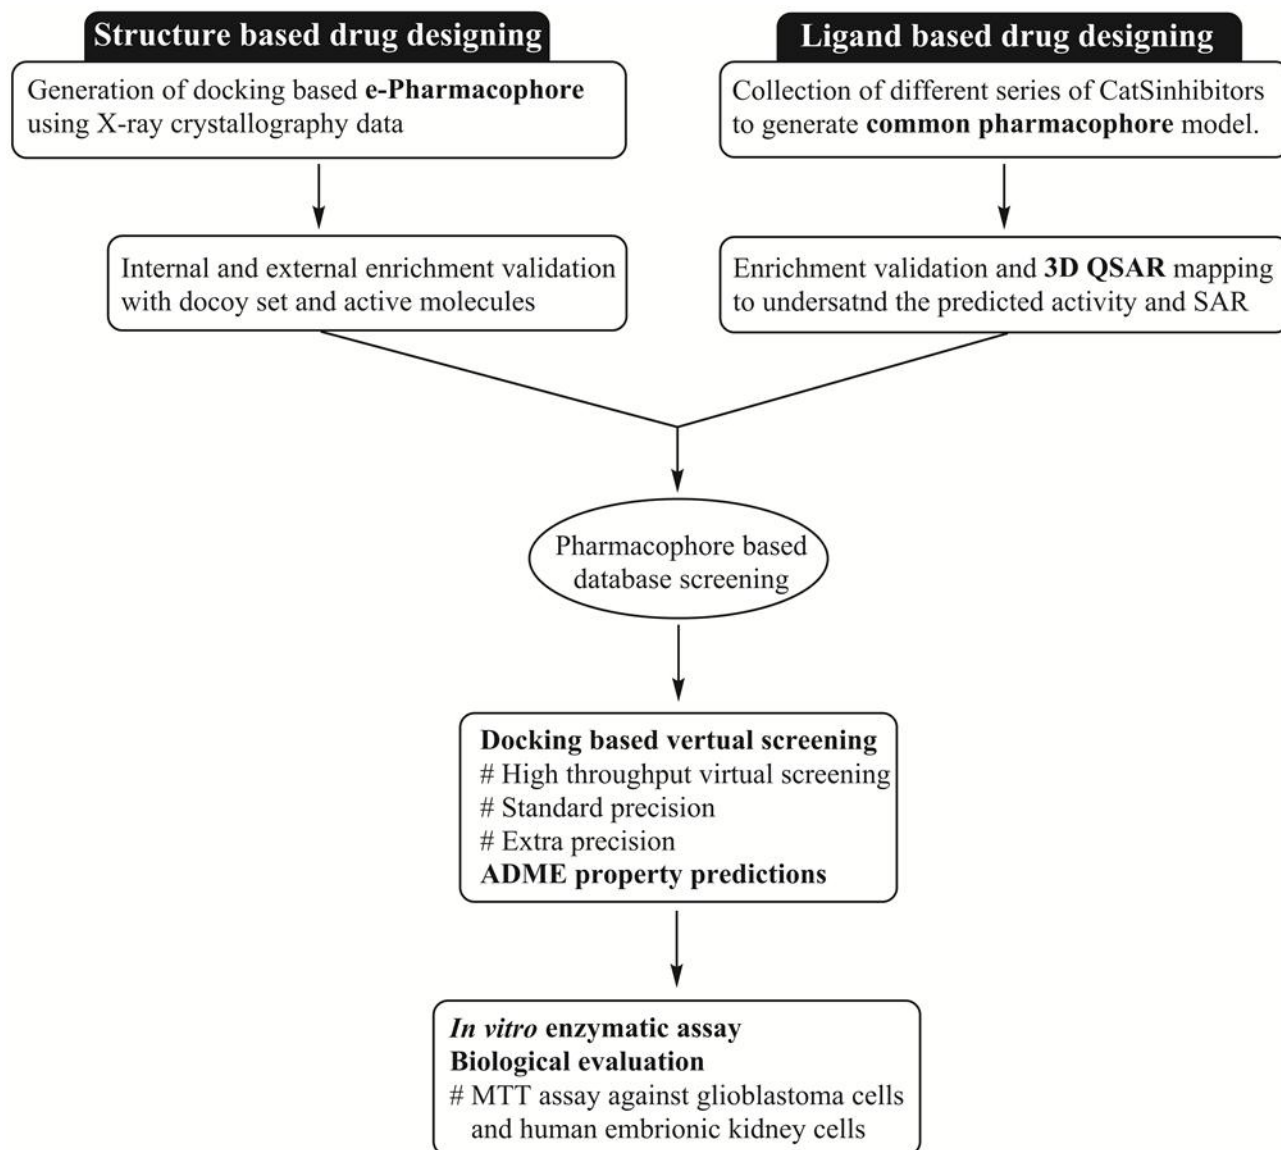 Structure based drug designing
Generation of docking based e-Pharmacophore
using X-ray crystallography data
Internal and external enrichment validation
with docoy set and active molecules
Ligand based drug designing
Collection of different series of CatSinhibitors
to generate common pharmacophore model.
Enrichment validation and 3D QSAR mapping
to undersatnd the predicted activity and SAR
Pharmacophore based
database screening
Docking based vertual screening
# High throughput virtual screening
# Standard precision
# Extra precision
ADME property predictions
In vitro enzymatic assay
Biological evaluation
# MTT assay against glioblastoma cells
and human embrionic kidney cells